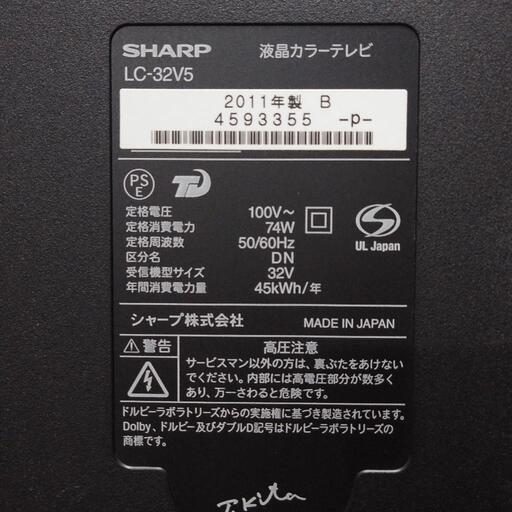 SHARP 液晶カラーテレビ
LC-32V5
2011年製 B
4593355 -p-
PS
E
定格電圧 100V～
定格消費電力 74W
定格周波数 50/60Hz
区分名 DN
受信機型サイズ 32V
年間消費電力量 45kWh/年
UL Japan
シャープ株式会社 MADE IN JAPAN
⚠警告 高圧注意
サービスマン以外の方は、裏ぶたをあけない
でください。内部には高電圧部分が数多く
あり、万一さわると危険です。
ドルビーラボラトリーズからの実施権に基づき製造されています。
Dolby、ドルビー及びダブルD記号はドルビーラボラトリーズの
商標です。
T.Kita